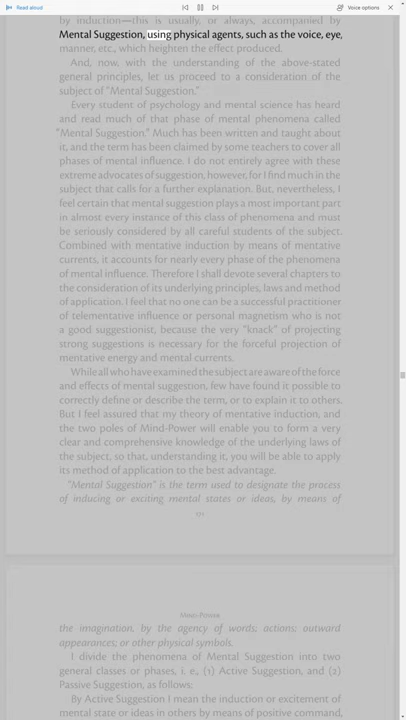 Read aloud
Voice options
by induction—this is usually, or always, accompanied by
Mental Suggestion, using physical agents, such as the voice, eye,
manner, etc., which heighten the effect produced.
And, now, with the understanding of the above-stated
general principles, let us proceed to a consideration of the
subject of "Mental Suggestion."
Every student of psychology and mental science has heard
and read much of that phase of mental phenomena called
"Mental Suggestion." Much has been written and taught about
it, and the term has been claimed by some teachers to cover all
phases of mental influence. I do not entirely agree with these
extreme advocates of suggestion, however, for I find much in the
subject that calls for a further explanation. But, nevertheless, I
feel certain that mental suggestion plays a most important part
in almost every instance of this class of phenomena and must
be seriously considered by all careful students of the subject.
Combined with mentative induction by means of mentative
currents, it accounts for nearly every phase of the phenomena
of mental influence. Therefore I shall devote several chapters to
the consideration of its underlying principles, laws and method
of application. I feel that no one can be a successful practitioner
of telementative influence or personal magnetism who is not
a good suggestionist, because the very "knack" of projecting
strong suggestions is necessary for the forceful projection of
mentative energy and mental currents.
While all who have examined the subject are aware of the force
and effects of mental suggestion, few have found it possible to
correctly define or describe the term, or to explain it to others.
But I feel assured that my theory of mentative induction, and
the two poles of Mind-Power will enable you to form a very
clear and comprehensive knowledge of the underlying laws of
the subject, so that, understanding it, you will be able to apply
its method of application to the best advantage.
"Mental Suggestion" is the term used to designate the process
of inducing or exciting mental states or ideas, by means of
171
Mind-Power
the imagination, by the agency of words; actions; outward
appearances; or other physical symbols.
I divide the phenomena of Mental Suggestion into two
general classes or phases, i. e., (1) Active Suggestion, and (2)
Passive Suggestion, as follows:
By Active Suggestion I mean the induction or excitement of
mental state or ideas in others by means of positive command,